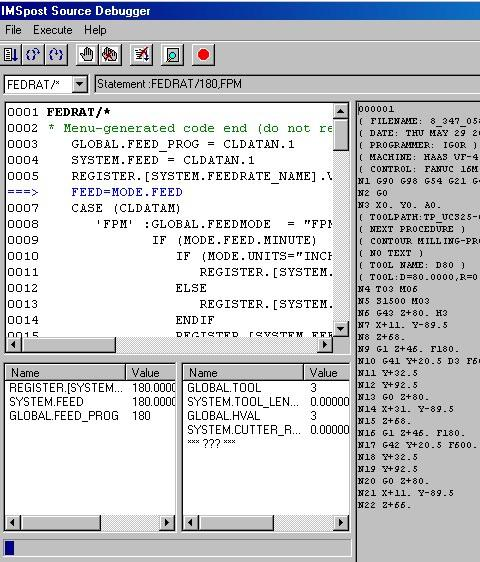 IMSpost Source Debugger
File Execute Help
FEDRAT/*
Statement :FEDRAT/180,FPM
0001 FEDRAT/*
0002 * Menu-generated code end (do not re
0003 GLOBAL.FEED_PROG = CLDATAN.1
0004 SYSTEM.FEED = CLDATAN.1
0005 REGISTER.[SYSTEM.FEEDRATE_NAME].V
===> FEED=MODE.FEED
0007 CASE (CLDATAM)
0008 'FPM' :GLOBAL.FEEDMODE = "FPM
0009 IF (MODE.FEED.MINUTE)
0010 IF (MODE.UNITS="INCH
0011 REGISTER.[SYSTEM.
0012 ELSE
0013 REGISTER.[SYSTEM.
0014 ENDIF
0015 REGISTER.[SYSTEM.FEE
Name Value
REGISTER.[SYSTEM... 180.0000
SYSTEM.FEED 180.0000
GLOBAL.FEED_PROG 180
Name Value
GLOBAL.TOOL 3
SYSTEM.TOOL_LEN... 0.00000
GLOBAL.HVAL 3
SYSTEM.CUTTER_R... 0.00000
*** ??? ***
000001
( FILENAME: 8_347_058
( DATE: THU MAY 29 20
( PROGRAMMER: IGOR )
( MACHINE: HAAS VF-4
( CONTROL: FANUC 16M
N1 G90 G98 G54 G21 G4
N2 G0
N3 X0. Y0. A0.
( TOOLPATH:TP_UCS25-C
( NEXT PROCEDURE )
( CONTOUR MILLING-PRO
( NO TEXT )
( TOOL NAME: D80 )
( TOOL:D=80.0000,R=0
N4 T03 M06
N5 S1500 M03
N6 G43 Z+80. H3
N7 X+11. Y-89.5
N8 Z+68.
N9 G1 Z+46. F180.
N10 G41 Y+20.5 D3 F60
N11 Y+32.5
N12 Y+92.5
N13 G0 Z+80.
N14 X+31. Y-89.5
N15 Z+68.
N16 G1 Z+46. F180.
N17 G42 Y+20.5 F600.
N18 Y+32.5
N19 Y+92.5
N20 G0 Z+80.
N21 X+11. Y-89.5
N22 Z+66.